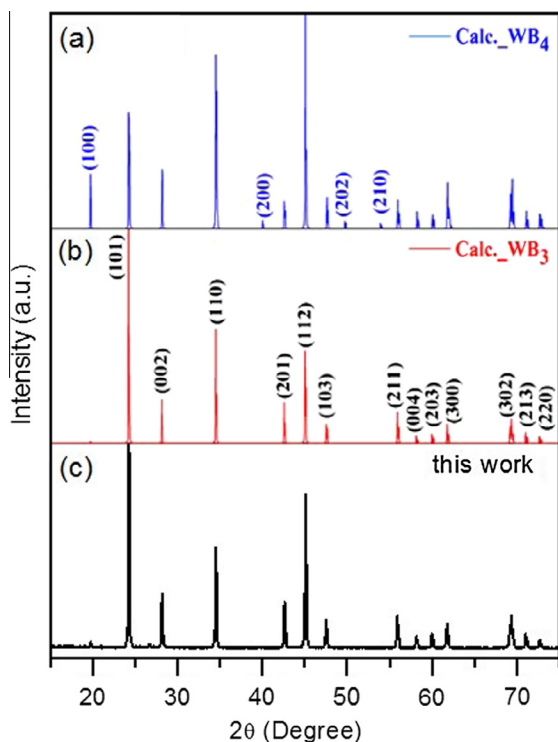 (a)
Calc._WB4
(100)
(200)
(202)
(210)
(b)
Calc._WB3
(101)
(002)
(110)
(201)
(112)
(103)
(211)
(004)
(203)
(300)
(302)
(213)
(220)
(c)
this work
Intensity (a.u.)
20 30 40 50 60 70
2θ (Degree)